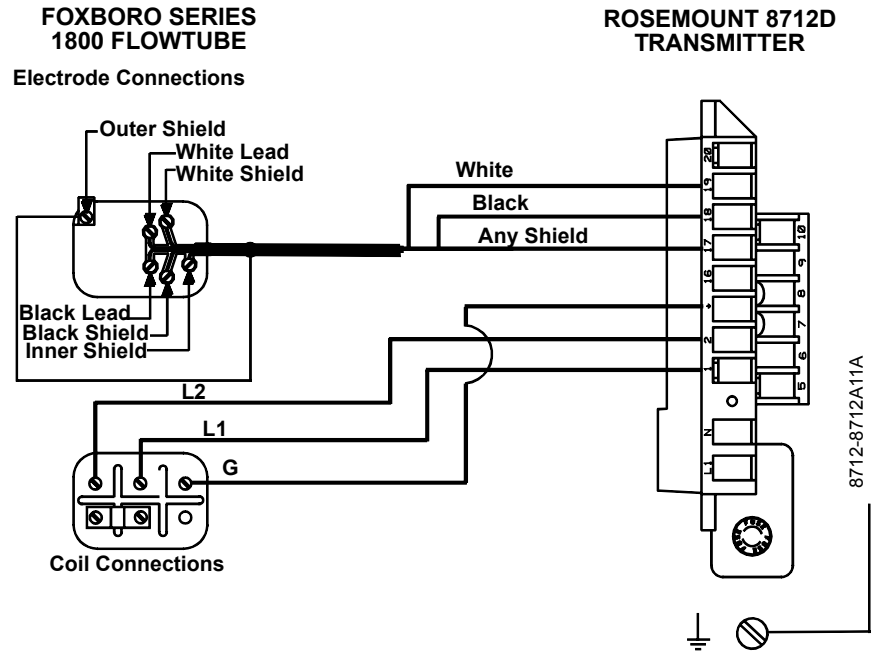 FOXBORO SERIES
1800 FLOWTUBE
ROSEMOUNT 8712D
TRANSMITTER
Electrode Connections
Outer Shield
White Lead
White Shield
White
Black
Any Shield
Black Lead
Black Shield
Inner Shield
L2
L1
G
Coil Connections
20
19
18
17
16
2
1
N
L1
10
9
8
7
6
5
FUSE
FUSE
8712-8712A11A